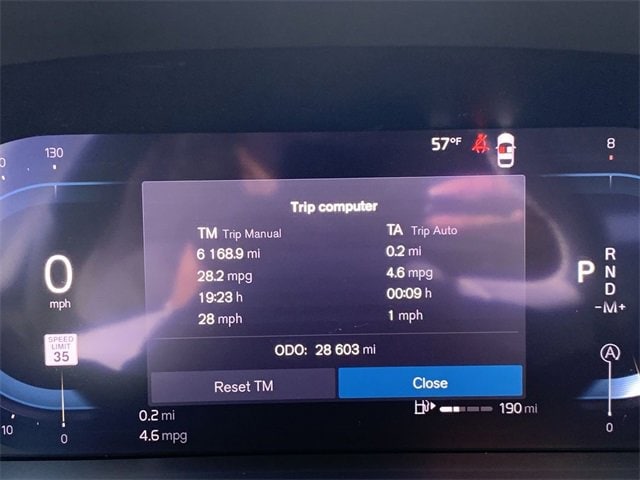 57°F
0 130 8
Trip computer
TM Trip Manual TA Trip Auto
6 168.9 mi 0.2 mi
28.2 mpg 4.6 mpg
19:23 h 00:09 h
28 mph 1 mph
ODO: 28 603 mi
Reset TM Close
0
mph
SPEED
LIMIT
35
P
R
N
D
-M+
A
0.2 mi 190 mi
4.6 mpg
10 0 0